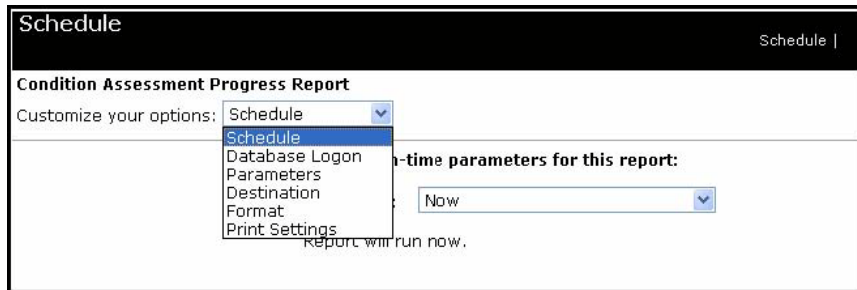 Schedule
Schedule |
Condition Assessment Progress Report
Customize your options: Schedule
Schedule
Database Logon
Parameters
Destination
Format
Print Settings
-time parameters for this report:
: Now
Report will run now.